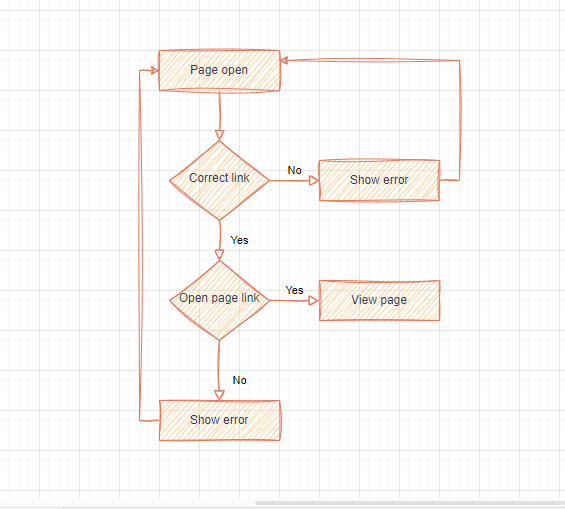 Page open
Correct link
No
Show error
Yes
Open page link
Yes
View page
No
Show error